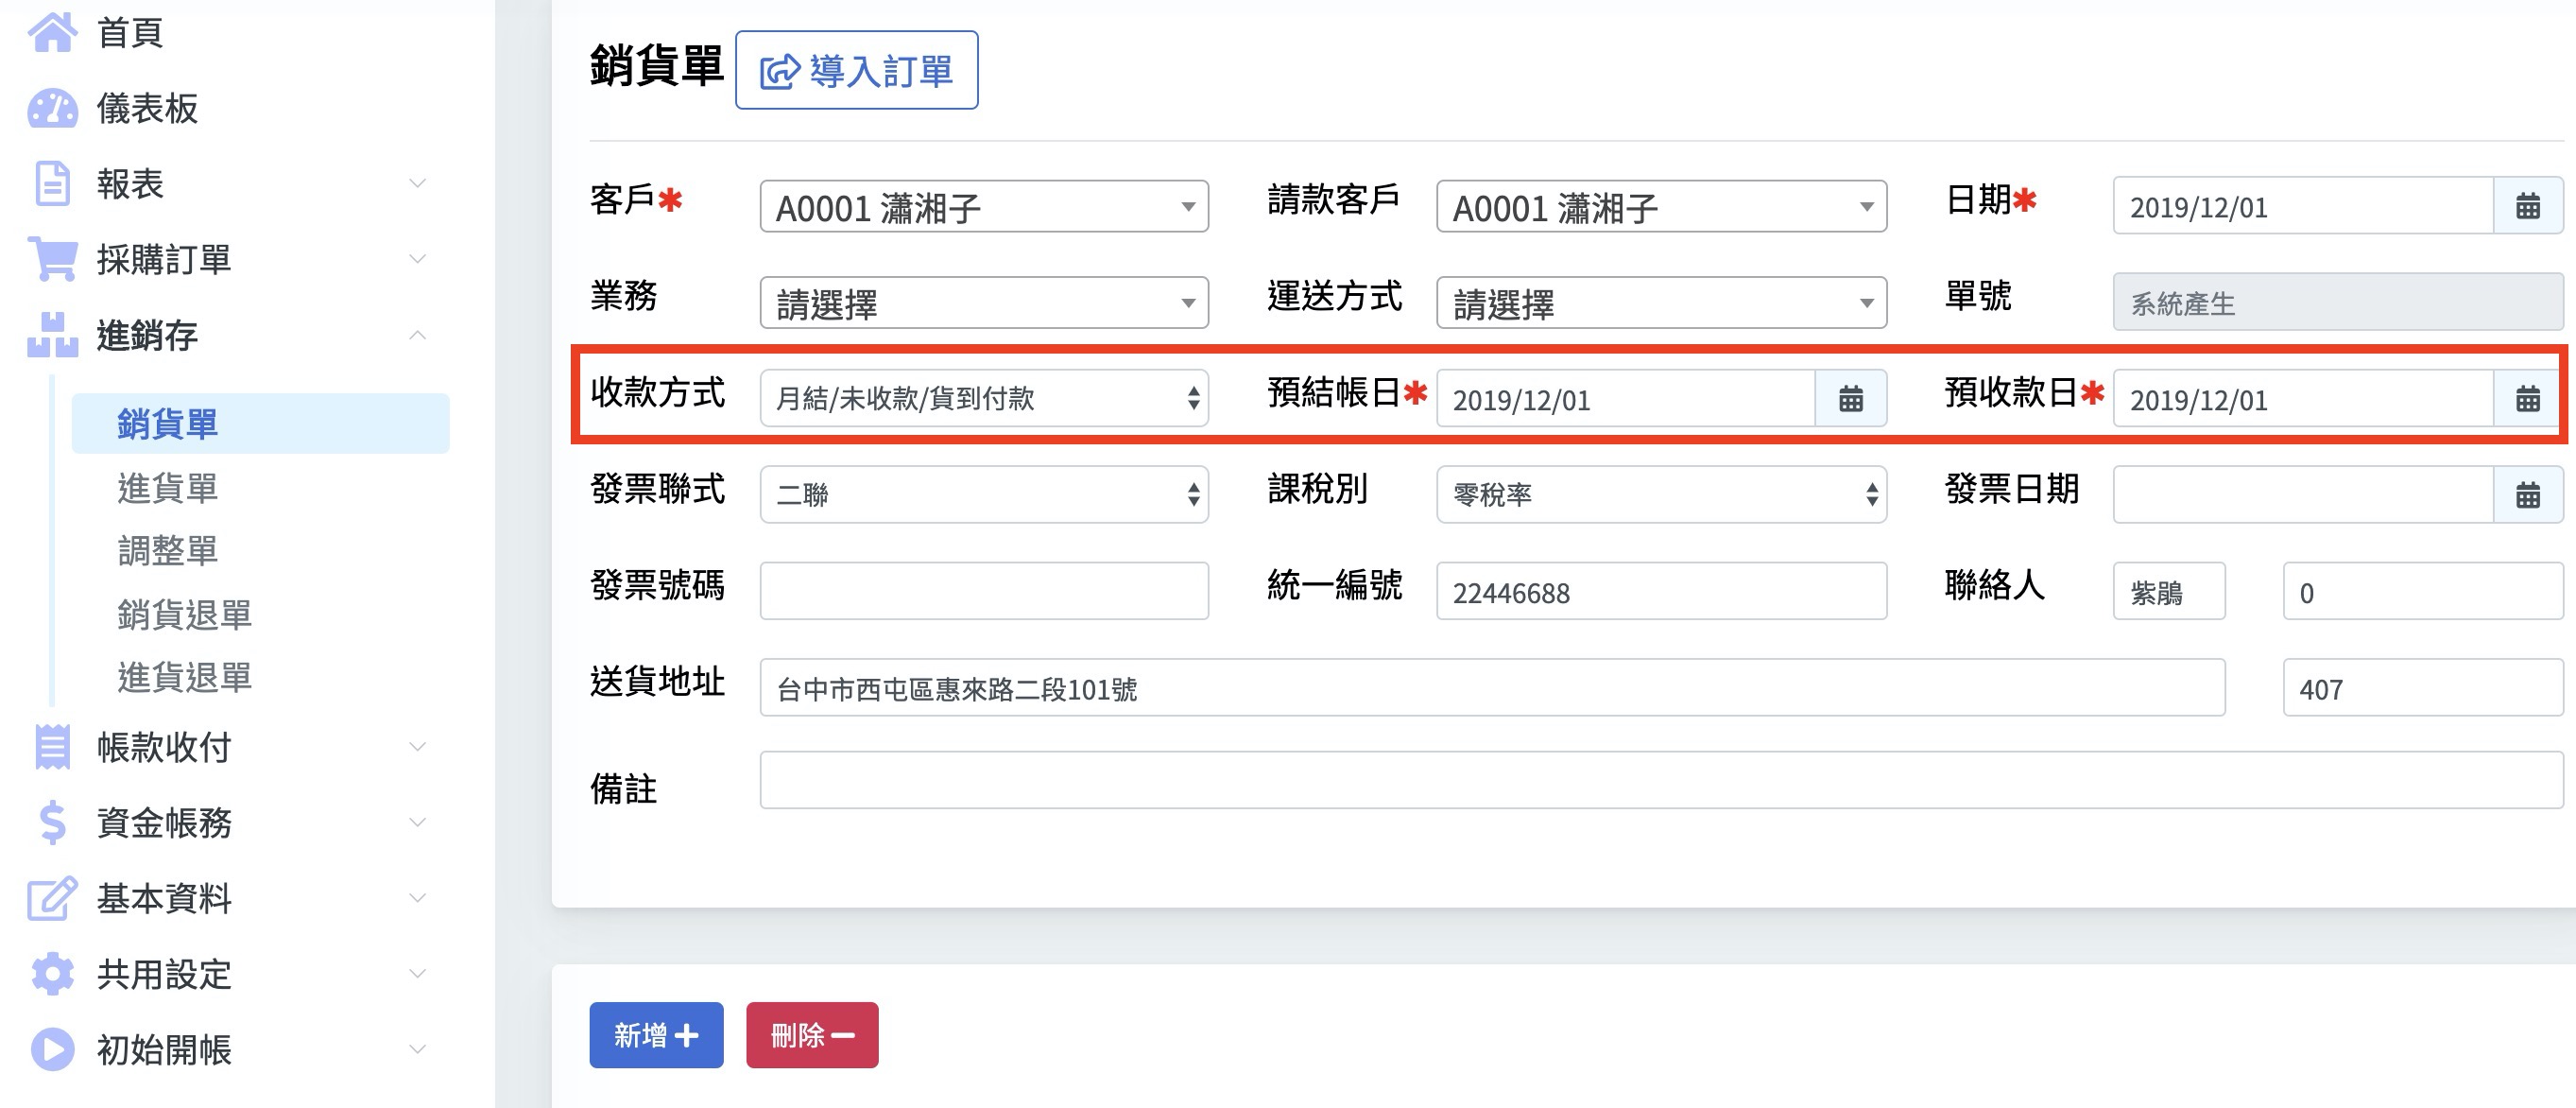 首頁
儀表板
報表
採購訂單
進銷存
銷貨單
進貨單
調整單
銷貨退單
進貨退單
帳款收付
資金帳務
基本資料
共用設定
初始開帳
銷貨單 導入訂單
客戶* A0001 瀟湘子 請款客戶 A0001 瀟湘子 日期* 2019/12/01
業務 請選擇 運送方式 請選擇 單號 系統產生
收款方式 月結/未收款/貨到付款 預結帳日* 2019/12/01 預收款日* 2019/12/01
發票聯式 二聯 課稅別 零稅率 發票日期
發票號碼 統一編號 22446688 聯絡人 紫鵑 0
送貨地址 台中市西屯區惠來路二段101號 407
備註
新增 刪除